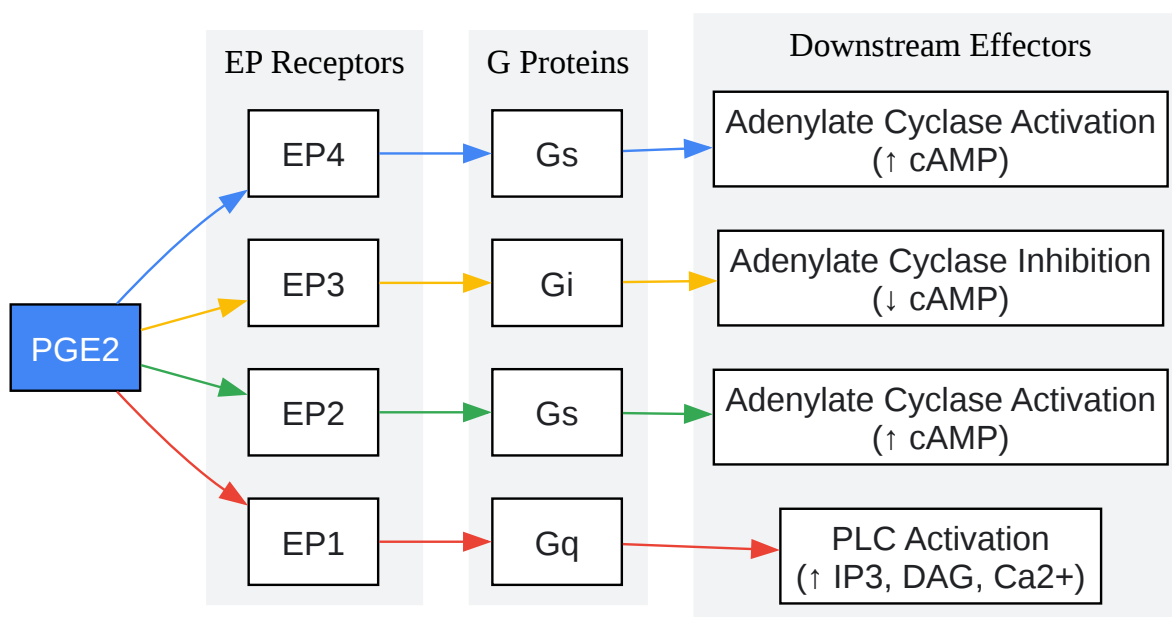 EP Receptors
G Proteins
Downstream Effectors
PGE2
EP4
Gs
Adenylate Cyclase Activation
(↑ cAMP)
EP3
Gi
Adenylate Cyclase Inhibition
(↓ cAMP)
EP2
Gs
Adenylate Cyclase Activation
(↑ cAMP)
EP1
Gq
PLC Activation
(↑ IP3, DAG, Ca2+)